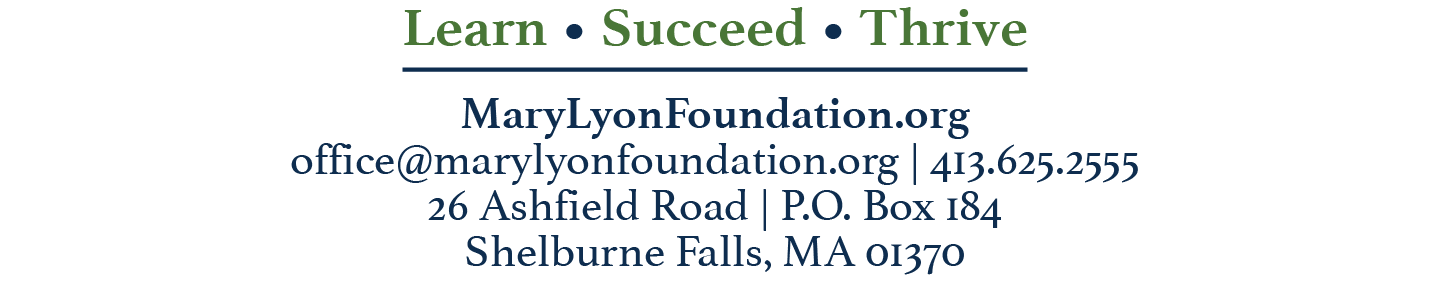 Learn • Succeed • Thrive
MaryLyonFoundation.org
office@marylyonfoundation.org | 413.625.2555
26 Ashfield Road | P.O. Box 184
Shelburne Falls, MA 01370